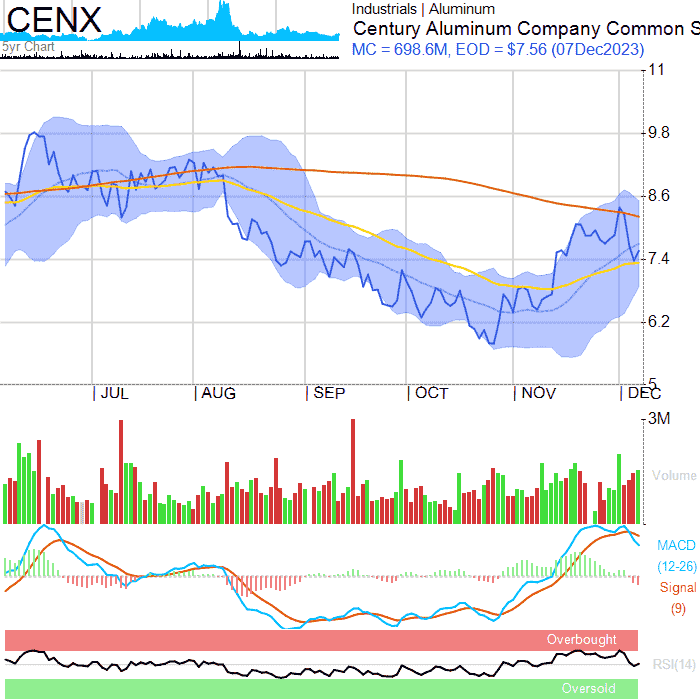 CENX
5yr Chart
Industrials | Aluminum
Century Aluminum Company Common S
MC = 698.6M, EOD = $7.56 (07Dec2023)
11
9.8
8.6
7.4
6.2
5
JUL AUG SEP OCT NOV DEC
3M
Volume
MACD
(12-26)
Signal
(9)
Overbought
RSI(14)
Oversold